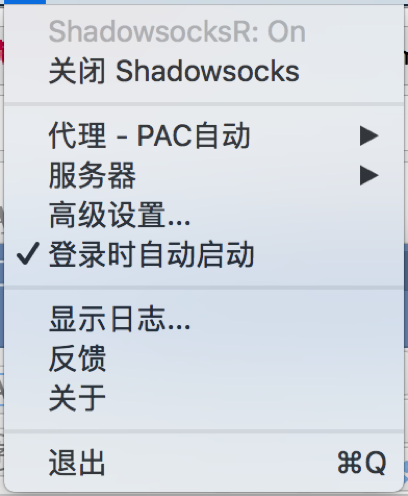 ShadowsocksR: On
关闭 Shadowsocks
代理 - PAC自动 ▶
服务器 ▶
高级设置...
✓ 登录时自动启动
显示日志...
反馈
关于
退出 ⌘Q